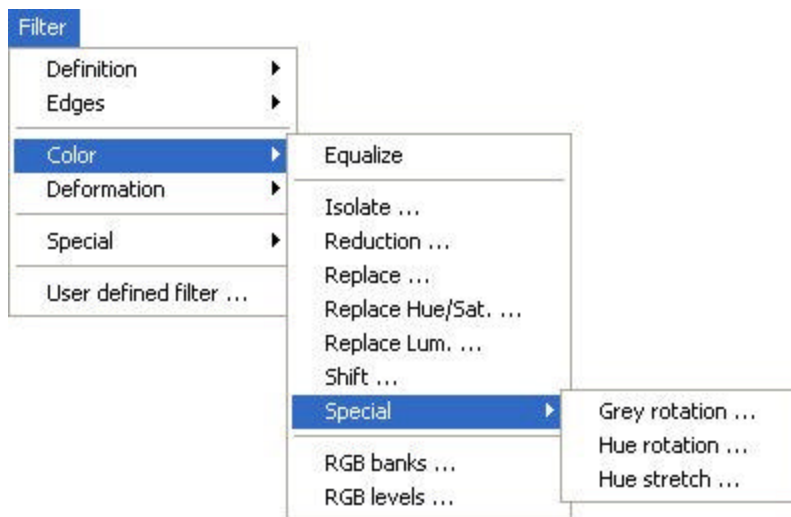 Filter
Definition
Edges
Color
Deformation
Special
User defined filter ...
Equalize
Isolate ...
Reduction ...
Replace ...
Replace Hue/Sat. ...
Replace Lum. ...
Shift ...
Special
RGB banks ...
RGB levels ...
Grey rotation ...
Hue rotation ...
Hue stretch ...